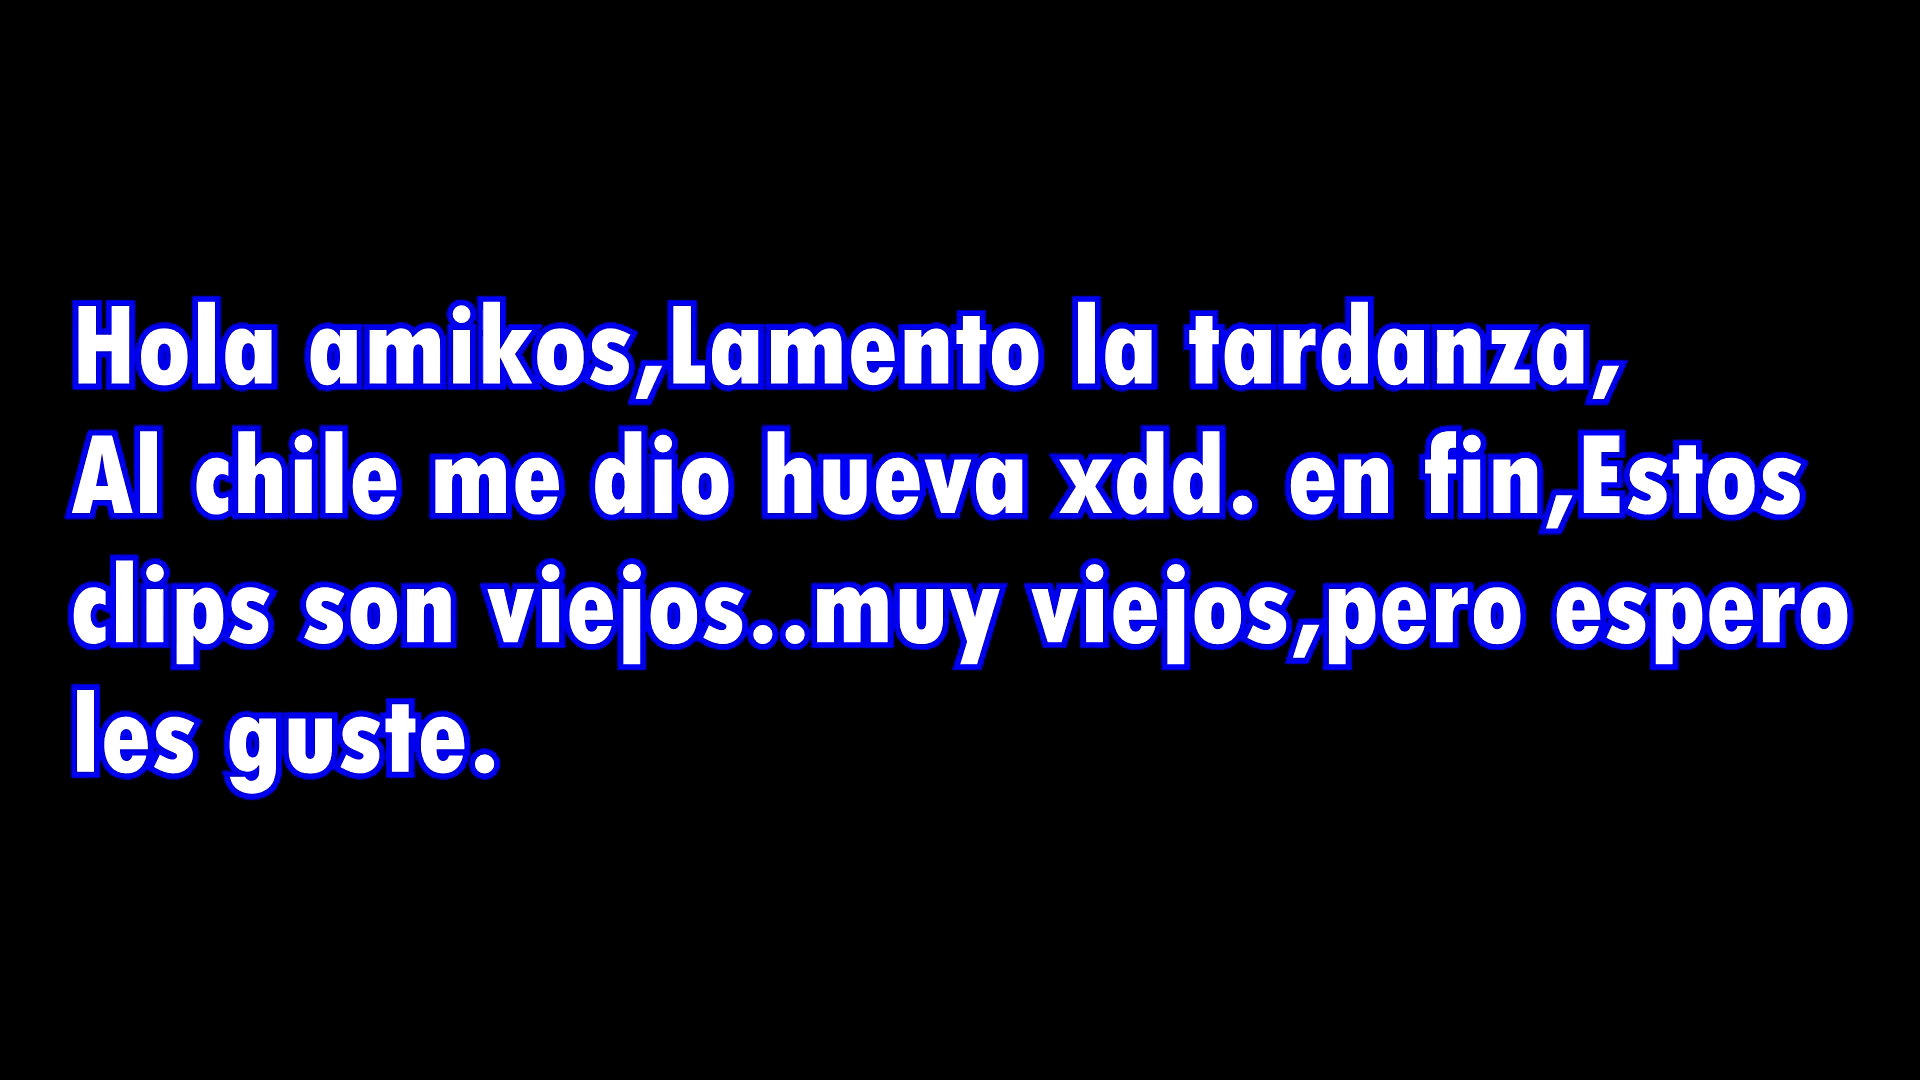 Hola amikos,Lamento la tardanza,
Al chile me dio hueva xdd. en fin,Estos
clips son viejos..muy viejos,pero espero
les guste.